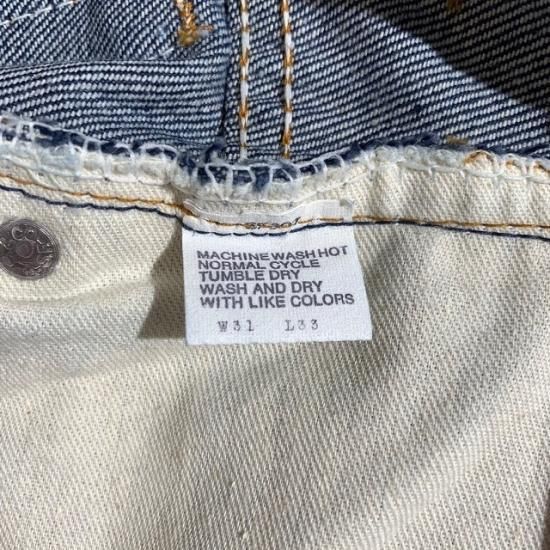 MACHINE WASH HOT
NORMAL CYCLE
TUMBLE DRY
WASH AND DRY
WITH LIKE COLORS
W31 L33